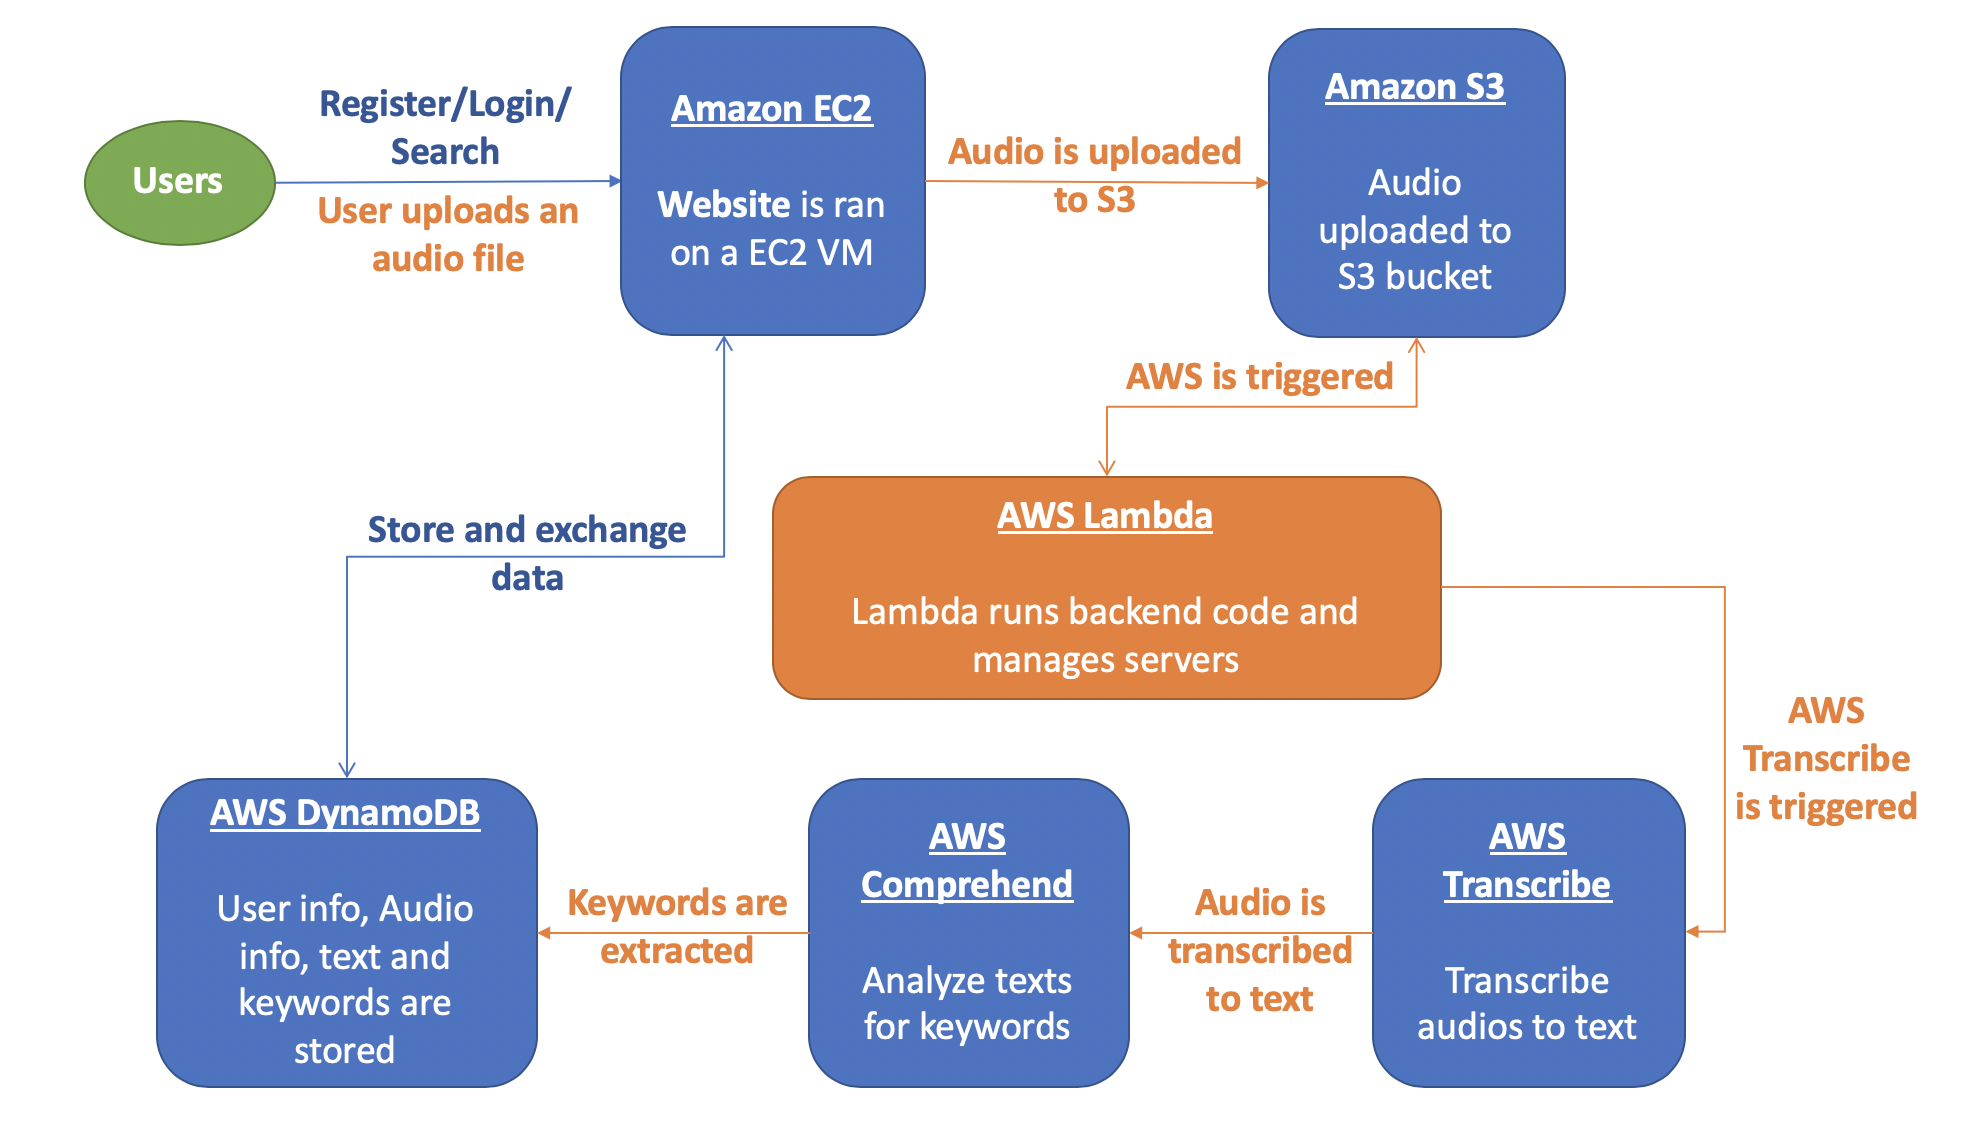 Users
Register/Login/
Search
User uploads an
audio file
Amazon EC2
Website is ran
on a EC2 VM
Audio is uploaded
to S3
Amazon S3
Audio
uploaded to
S3 bucket
AWS is triggered
AWS Lambda
Lambda runs backend code and
manages servers
Store and exchange
data
AWS
Transcribe
is triggered
AWS DynamoDB
User info, Audio
info, text and
keywords are
stored
Keywords are
extracted
AWS
Comprehend
Analyze texts
for keywords
Audio is
transcribed
to text
AWS
Transcribe
Transcribe
audios to text